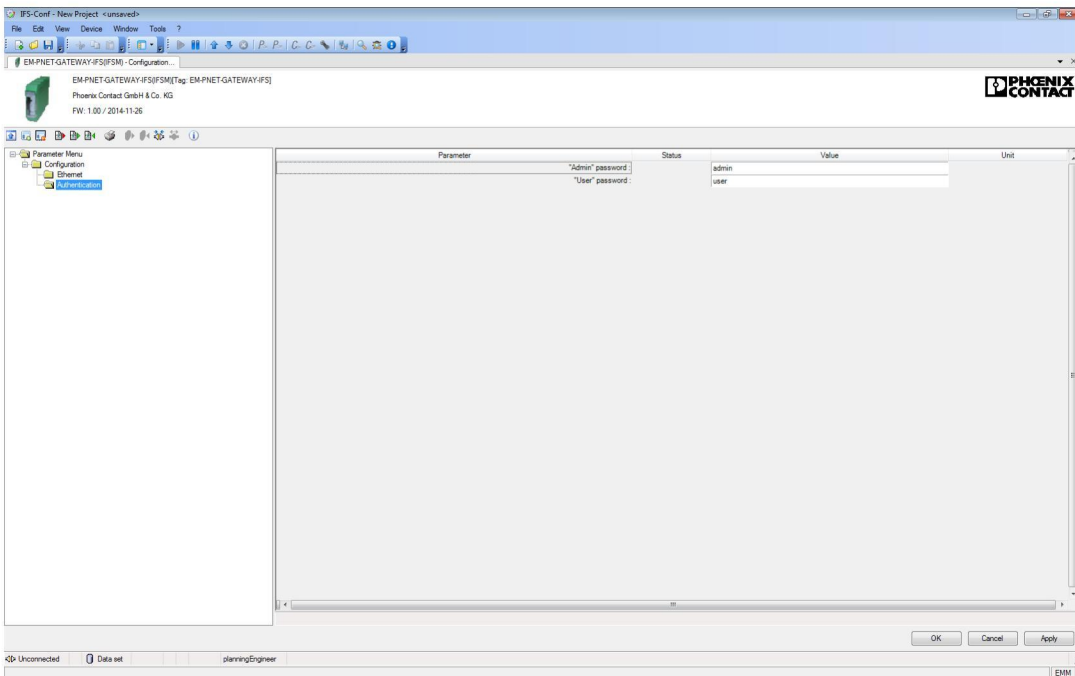 IFS-Conf - New Project <unsaved>
File Edit View Device Window Tools ?
EM-PNET-GATEWAY-IFS(IFSM) - Configuration...
EM-PNET-GATEWAY-IFS(IFSM)[Tag: EM-PNET-GATEWAY-IFS]
Phoenix Contact GmbH & Co. KG
FW: 1.00 / 2014-11-26
PHŒNIX
CONTACT
Parameter Menu
Configuration
Ethernet
Authentication
Parameter Status Value Unit
"Admin" password : admin
"User" password : user
OK Cancel Apply
Unconnected Data set planningEngineer
EMM